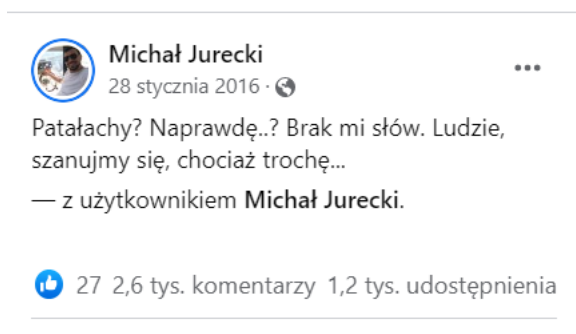 Michał Jurecki
28 stycznia 2016 ·
Patałachy? Naprawdę..? Brak mi słów. Ludzie,
szanujmy się, chociaż trochę...
— z użytkownikiem Michał Jurecki.
27 2,6 tys. komentarzy 1,2 tys. udostępnienia